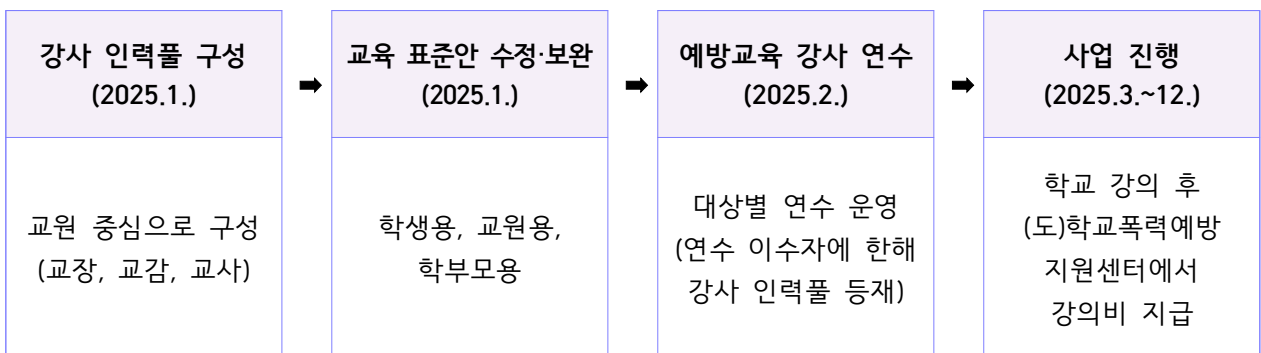 강사 인력풀 구성
(2025.1.)
➡
교육 표준안 수정·보완
(2025.1.)
➡
예방교육 강사 연수
(2025.2.)
➡
사업 진행
(2025.3.~12.)
교원 중심으로 구성
(교장, 교감, 교사)
학생용, 교원용,
학부모용
대상별 연수 운영
(연수 이수자에 한해
강사 인력풀 등재)
학교 강의 후
(도)학교폭력예방
지원센터에서
강의비 지급